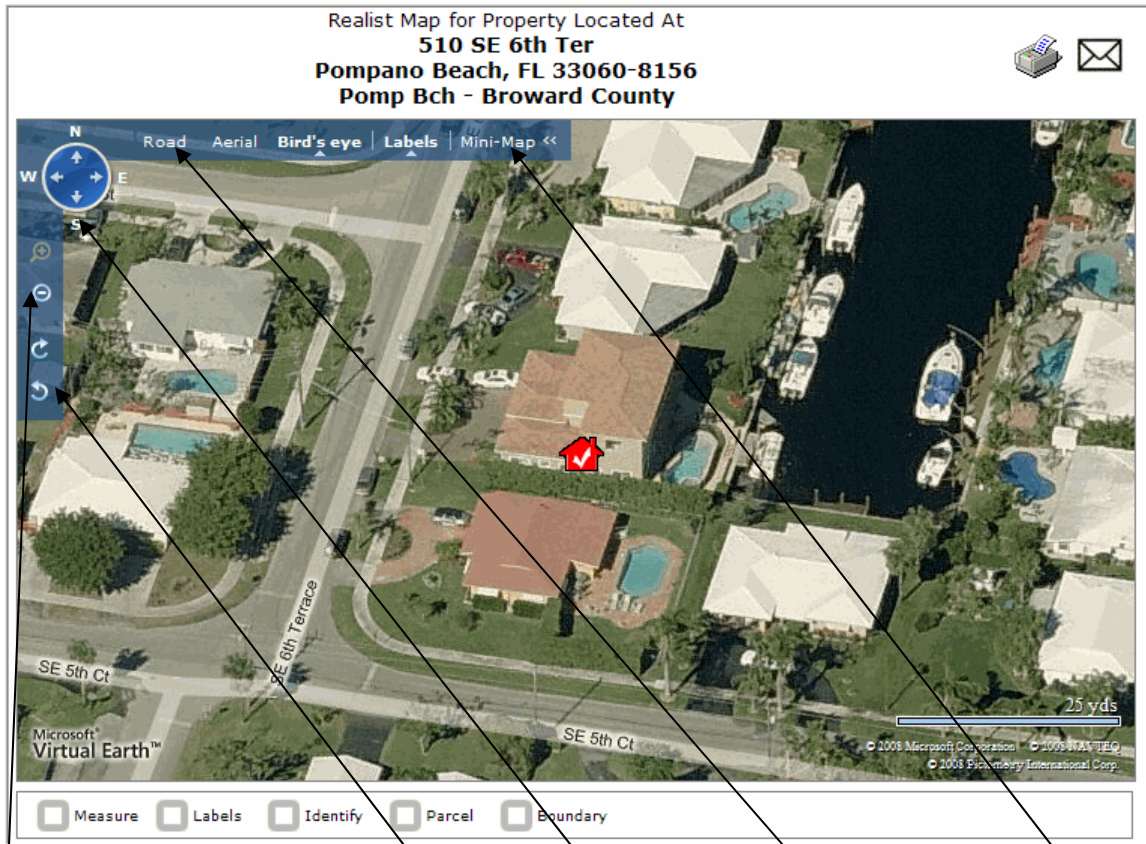 Realist Map for Property Located At
510 SE 6th Ter
Pompano Beach, FL 33060-8156
Pomp Bch - Broward County
N
Road Aerial Bird's eye Labels Mini-Map <<
W E
S
SE 6th Terrace
SE 5th Ct
SE 5th Ct
25 yds
Microsoft®
Virtual Earth™
© 2008 Microsoft Corporation © 2008 NAVTEQ
© 2008 Pictometry International Corp.
Measure Labels Identify Parcel Boundary